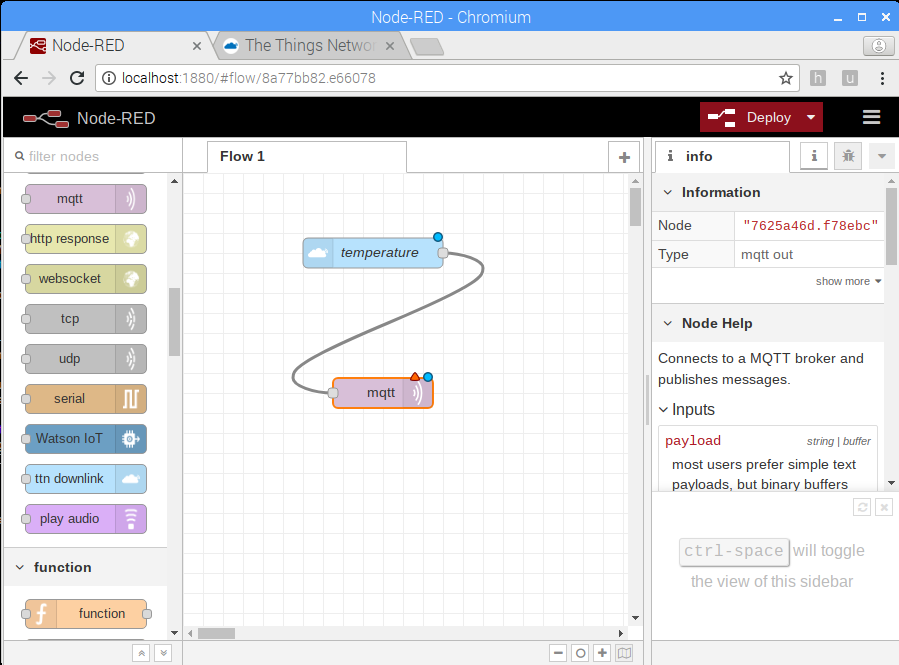 Node-RED - Chromium
Node-RED
The Things Networ
localhost:1880/#flow/8a77bb82.e66078
h
u
Node-RED
Deploy
filter nodes
mqtt
http response
websocket
tcp
udp
serial
Watson IoT
ttn downlink
play audio
function
function
Flow 1
temperature
mqtt
info
Information
Node "7625a46d.f78ebc"
Type mqtt out
show more
Node Help
Connects to a MQTT broker and
publishes messages.
Inputs
payload string | buffer
most users prefer simple text
payloads, but binary buffers
ctrl-space will toggle
the view of this sidebar